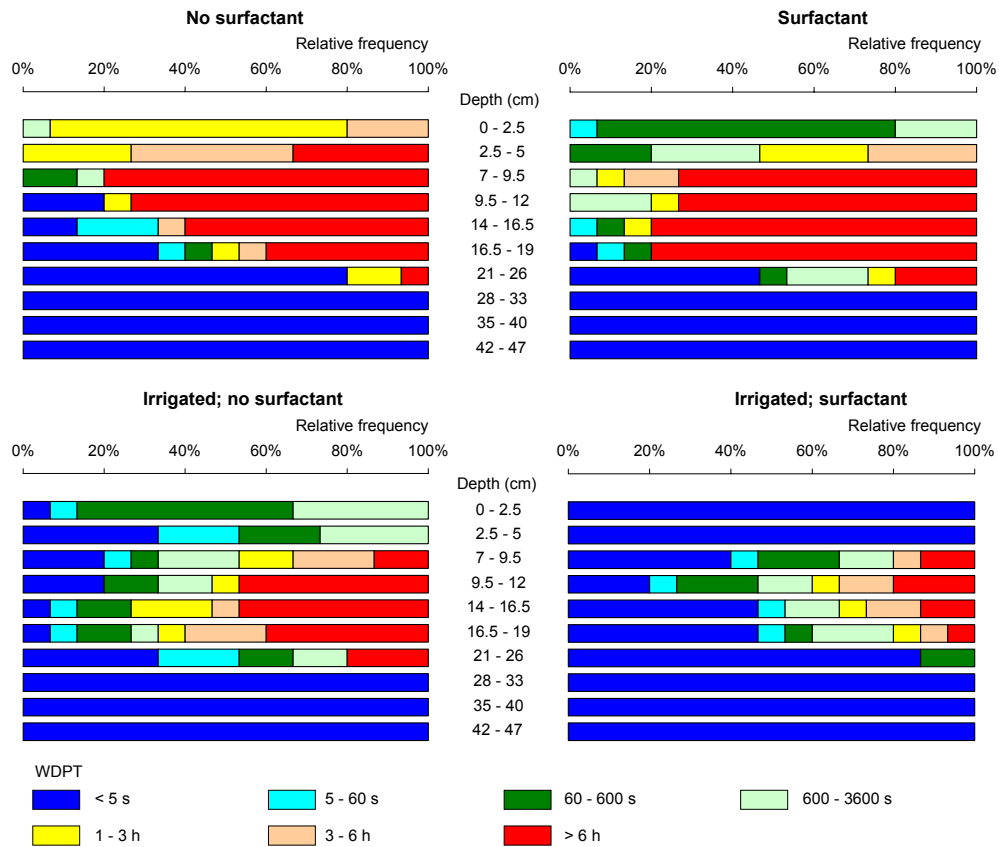 No surfactant Surfactant
Relative frequency Relative frequency
0% 20% 40% 60% 80% 100% 0% 20% 40% 60% 80% 100%
Depth (cm)
0 - 2.5
2.5 - 5
7 - 9.5
9.5 - 12
14 - 16.5
16.5 - 19
21 - 26
28 - 33
35 - 40
42 - 47
Irrigated; no surfactant Irrigated; surfactant
Relative frequency Relative frequency
0% 20% 40% 60% 80% 100% 0% 20% 40% 60% 80% 100%
Depth (cm)
0 - 2.5
2.5 - 5
7 - 9.5
9.5 - 12
14 - 16.5
16.5 - 19
21 - 26
28 - 33
35 - 40
42 - 47
WDPT
< 5 s 5 - 60 s 60 - 600 s 600 - 3600 s
1 - 3 h 3 - 6 h > 6 h